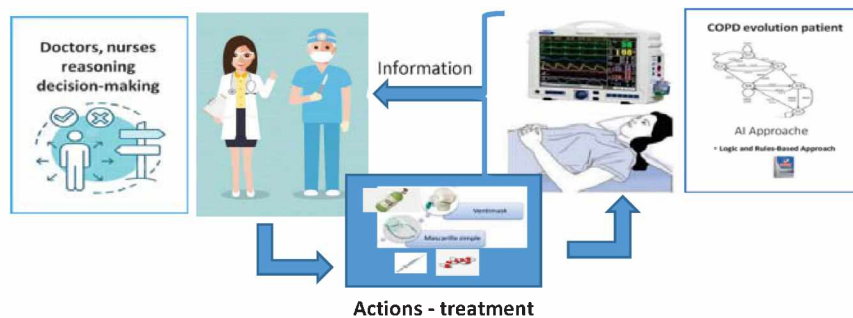 Doctors, nurses
reasoning
decision-making
Information
COPD evolution patient
AI Approache
• Logic and Rules-Based Approach
Ventimask
Mascarilla simple
Actions - treatment